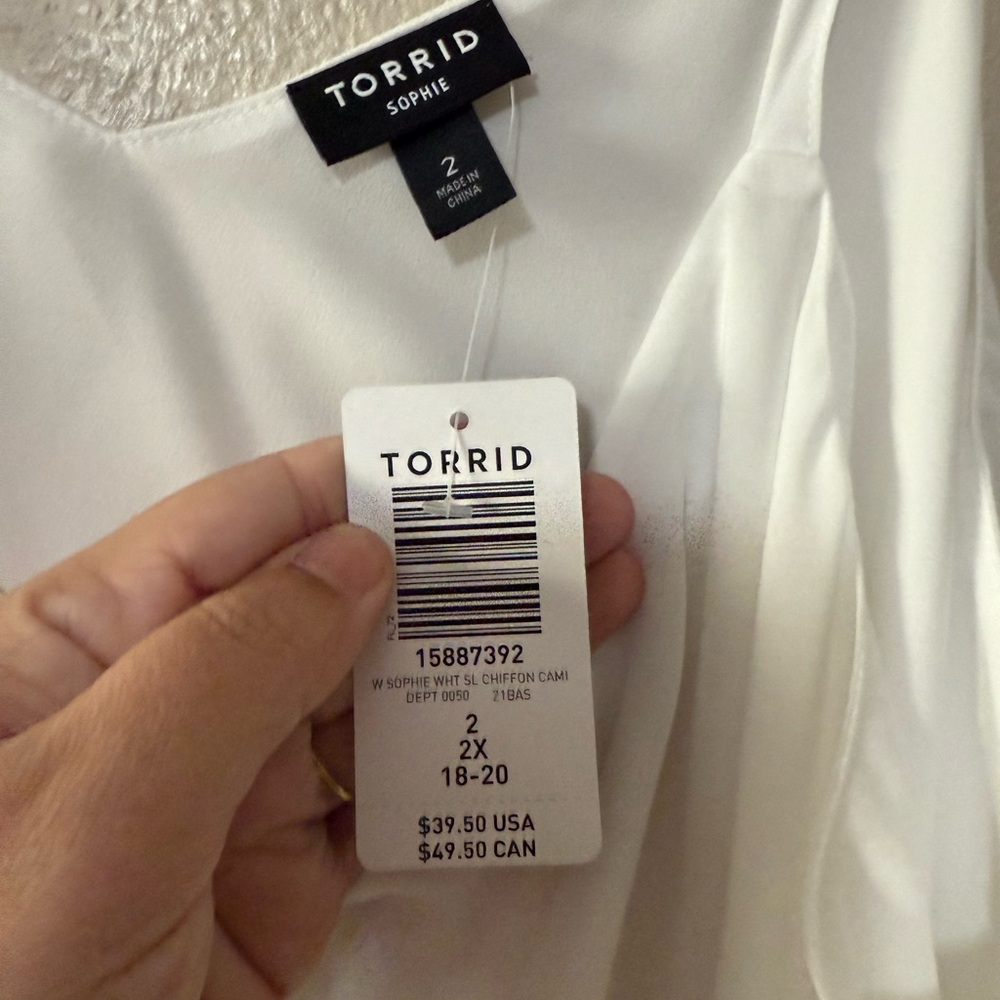 TORRID
SOPHIE
2
MADE IN
CHINA
TORRID
15887392
W SOPHIE WHT SL CHIFFON CAMI
DEPT 0050 21BAS
2
2X
18-20
$39.50 USA
$49.50 CAN